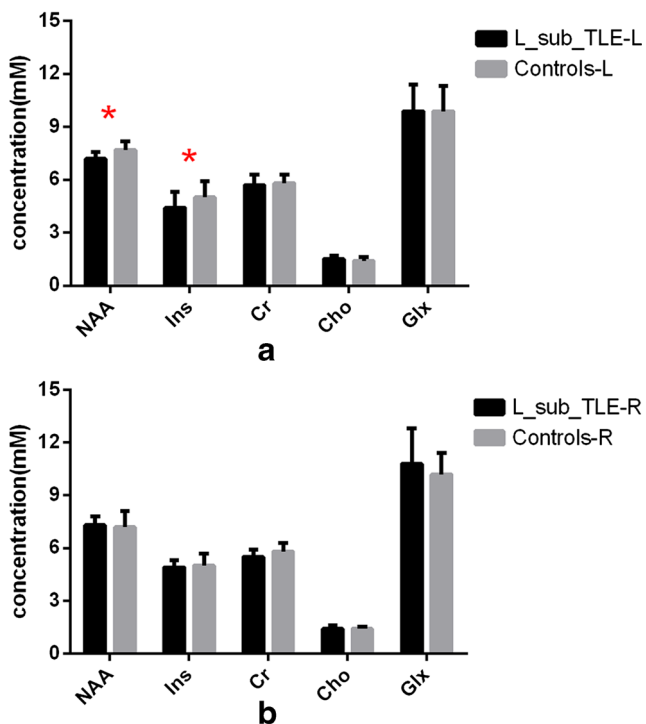 15
12
9
6
3
0
concentration(mM)
* *
L_sub_TLE-L
Controls-L
NAA Ins Cr Cho Glx
a
15
12
9
6
3
0
concentration(mM)
L_sub_TLE-R
Controls-R
NAA Ins Cr Cho Glx
b